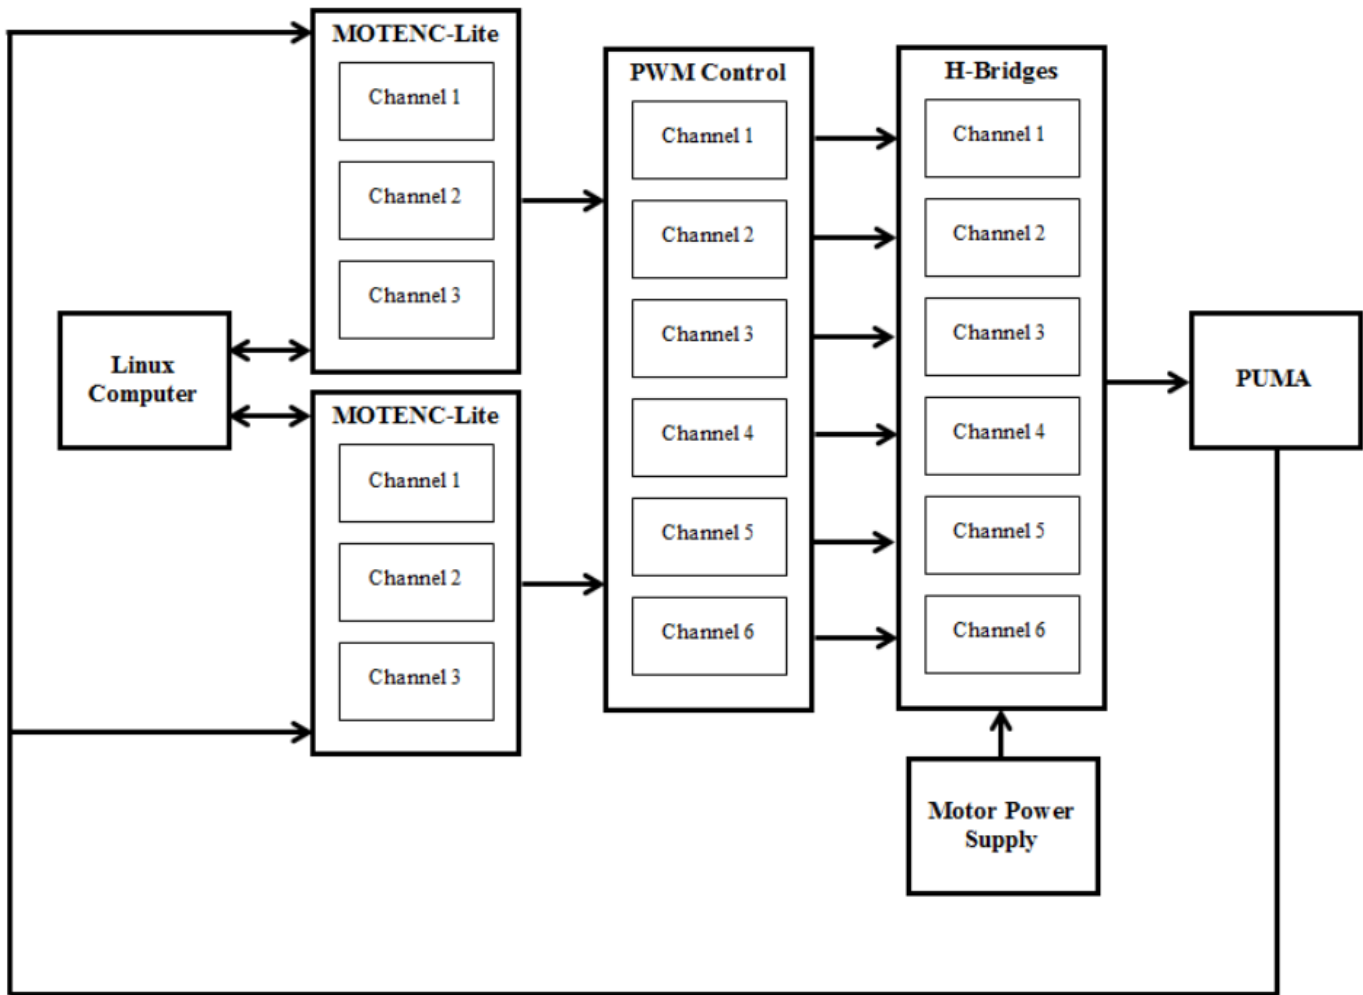 MOTENC-Lite
Channel 1
Channel 2
Channel 3
Linux
Computer
MOTENC-Lite
Channel 1
Channel 2
Channel 3
PWM Control
Channel 1
Channel 2
Channel 3
Channel 4
Channel 5
Channel 6
H-Bridges
Channel 1
Channel 2
Channel 3
Channel 4
Channel 5
Channel 6
Motor Power
Supply
PUMA